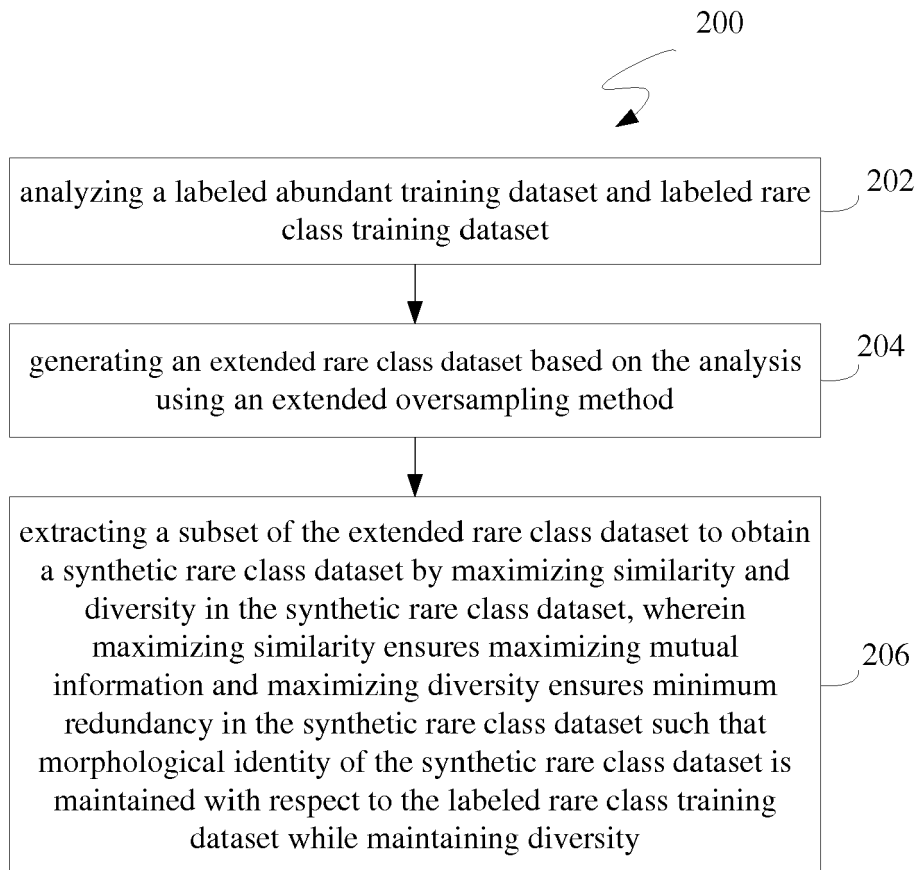 200
analyzing a labeled abundant training dataset and labeled rare
class training dataset
202
generating an extended rare class dataset based on the analysis
using an extended oversampling method
204
extracting a subset of the extended rare class dataset to obtain
a synthetic rare class dataset by maximizing similarity and
diversity in the synthetic rare class dataset, wherein
maximizing similarity ensures maximizing mutual
information and maximizing diversity ensures minimum
redundancy in the synthetic rare class dataset such that
morphological identity of the synthetic rare class dataset is
maintained with respect to the labeled rare class training
dataset while maintaining diversity
206